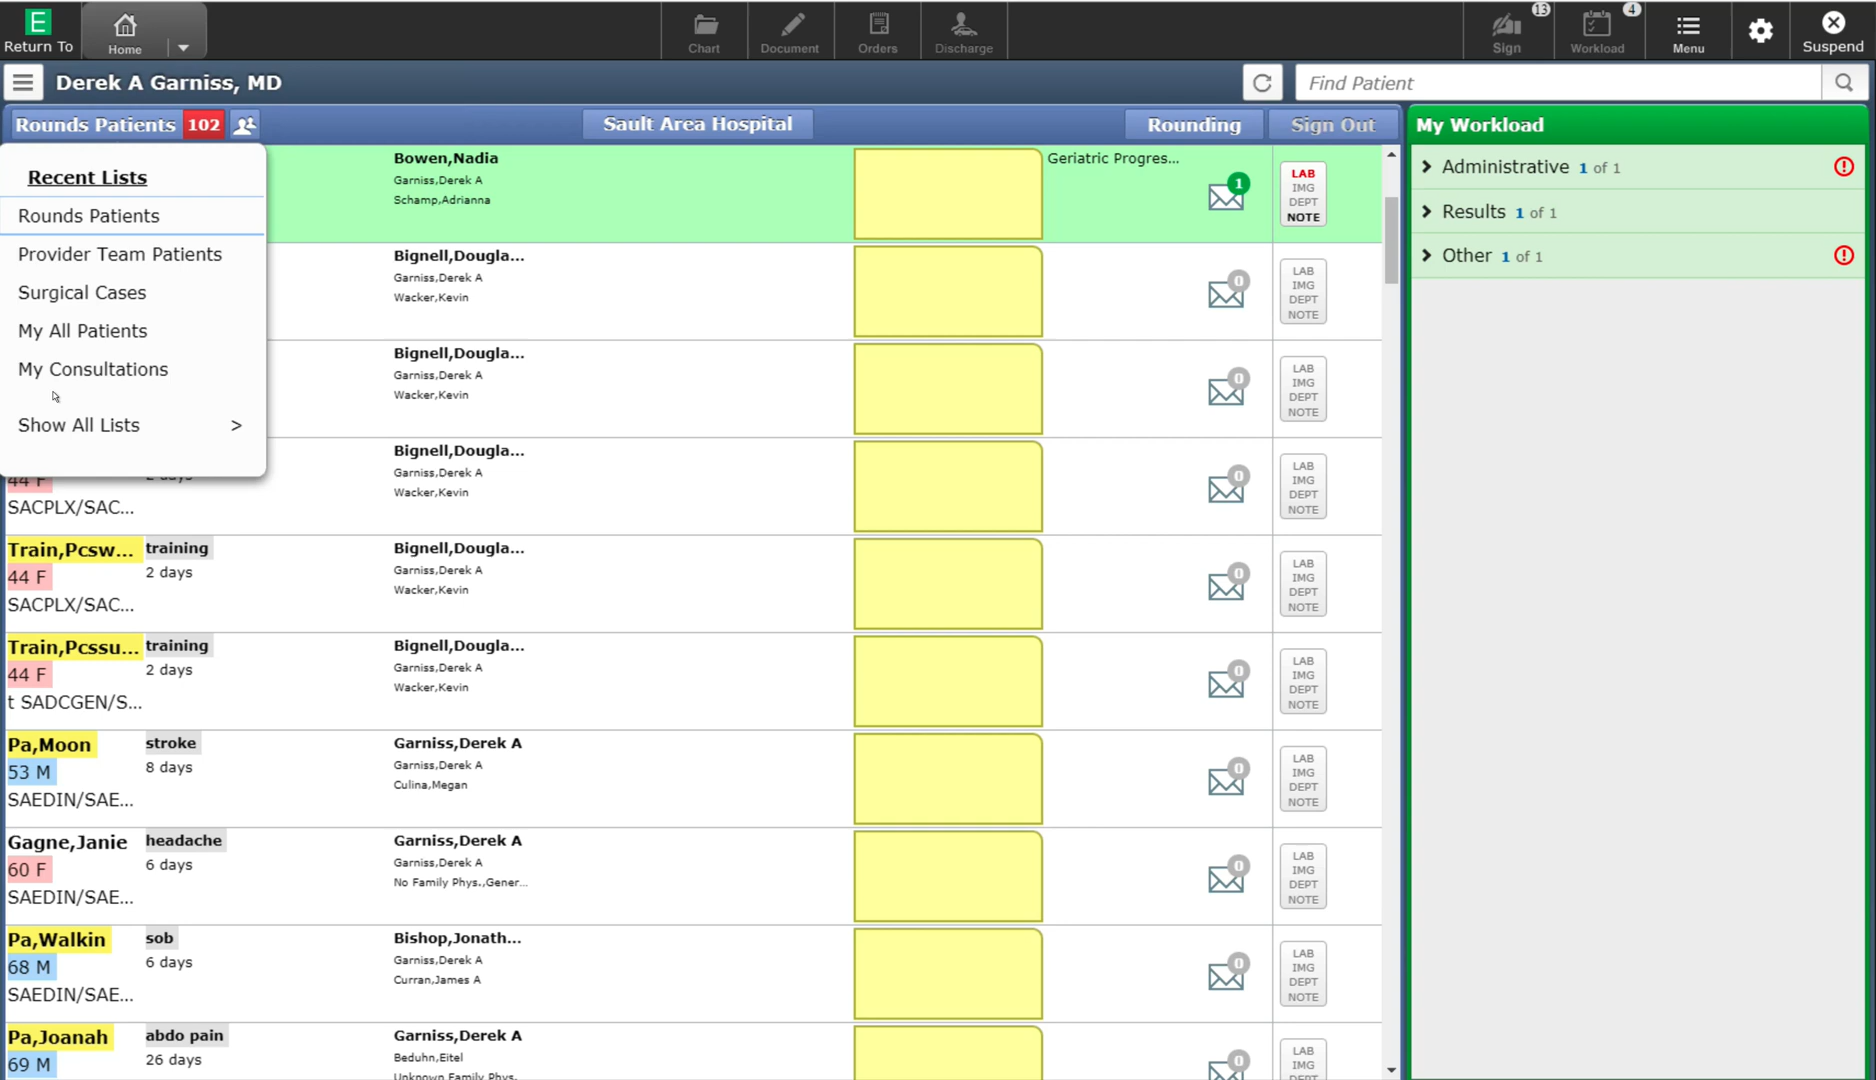 E
Return To
Home
Chart
Document
Orders
Discharge
13
Sign
4
Workload
Menu
Suspend
Derek A Garniss, MD
Find Patient
Rounds Patients 102
Sault Area Hospital
Rounding
Sign Out
My Workload
Recent Lists
Rounds Patients
Provider Team Patients
Surgical Cases
My All Patients
My Consultations
Show All Lists >
Bowen,Nadia
Garniss,Derek A
Schamp,Adrianna
Geriatric Progres...
1
LAB
IMG
DEPT
NOTE
Bignell,Dougla...
Garniss,Derek A
Wacker,Kevin
0
LAB
IMG
DEPT
NOTE
Bignell,Dougla...
Garniss,Derek A
Wacker,Kevin
0
LAB
IMG
DEPT
NOTE
44 F
SACPLX/SAC...
2 days
Bignell,Dougla...
Garniss,Derek A
Wacker,Kevin
0
LAB
IMG
DEPT
NOTE
Train,Pcsw...
44 F
SACPLX/SAC...
training
2 days
Bignell,Dougla...
Garniss,Derek A
Wacker,Kevin
0
LAB
IMG
DEPT
NOTE
Train,Pcssu...
44 F
t SADCGEN/S...
training
2 days
Bignell,Dougla...
Garniss,Derek A
Wacker,Kevin
0
LAB
IMG
DEPT
NOTE
Pa,Moon
53 M
SAEDIN/SAE...
stroke
8 days
Garniss,Derek A
Garniss,Derek A
Culina,Megan
0
LAB
IMG
DEPT
NOTE
Gagne,Janie
60 F
SAEDIN/SAE...
headache
6 days
Garniss,Derek A
Garniss,Derek A
No Family Phys.,Gener...
0
LAB
IMG
DEPT
NOTE
Pa,Walkin
68 M
SAEDIN/SAE...
sob
6 days
Bishop,Jonath...
Garniss,Derek A
Curran,James A
0
LAB
IMG
DEPT
NOTE
Pa,Joanah
69 M
abdo pain
26 days
Garniss,Derek A
Beduhn,Eitel
Unknown Family Phys.
0
LAB
IMG
DEPT
Administrative 1 of 1
Results 1 of 1
Other 1 of 1